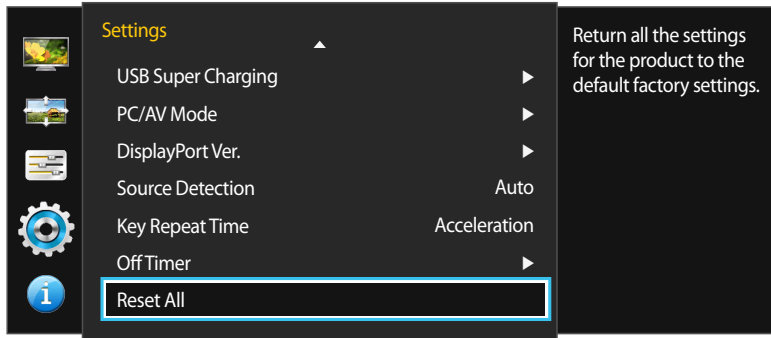 Settings
USB Super Charging
PC/AV Mode
DisplayPort Ver.
Source Detection Auto
Key Repeat Time Acceleration
Off Timer
Reset All
Return all the settings
for the product to the
default factory settings.